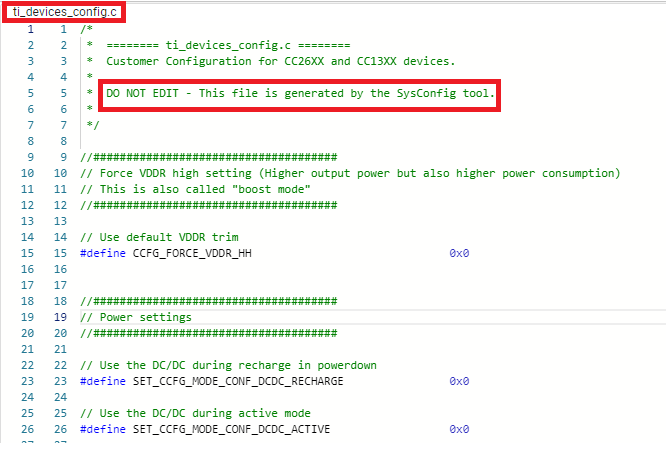 ti_devices_config.c
1 1 /*
2 2 * ======== ti_devices_config.c ========
3 3 * Customer Configuration for CC26XX and CC13XX devices.
4 4 *
5 5 * DO NOT EDIT - This file is generated by the SysConfig tool.
6 6 *
7 7 */
8 8
9 9 //#####################################
10 10 // Force VDDR high setting (Higher output power but also higher power consumption)
11 11 // This is also called "boost mode"
12 12 //#####################################
13 13
14 14 // Use default VDDR trim
15 15 #define CCFG_FORCE_VDDR_HH 0x0
16 16
17 17
18 18 //#####################################
19 19 // Power settings
20 20 //#####################################
21 21
22 22 // Use the DC/DC during recharge in powerdown
23 23 #define SET_CCFG_MODE_CONF_DCDC_RECHARGE 0x0
24 24
25 25 // Use the DC/DC during active mode
26 26 #define SET_CCFG_MODE_CONF_DCDC_ACTIVE 0x0
27 27